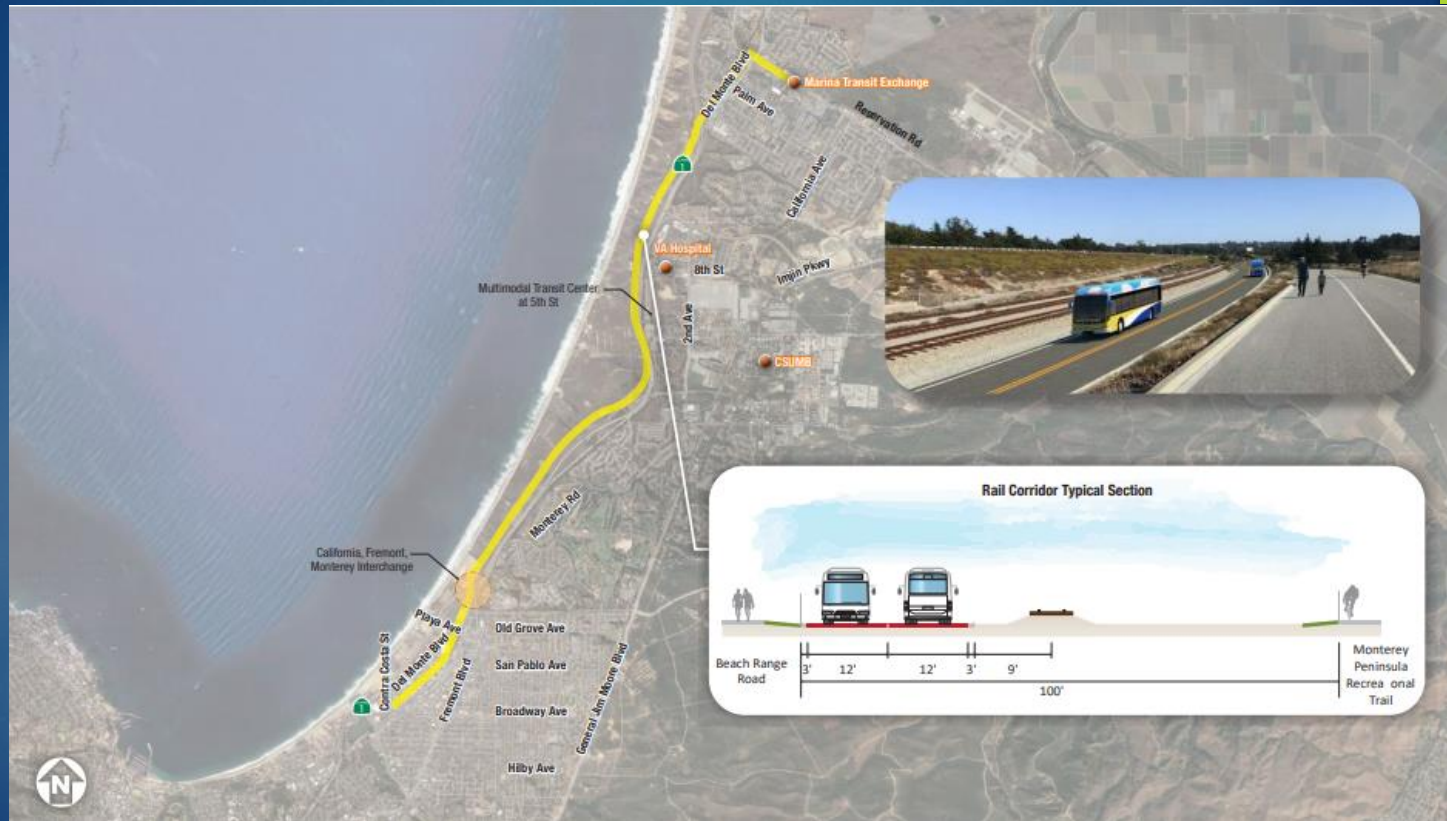 Del Monte Blvd
Marina Transit Exchange
Palm Ave
Reservation Rd
1
California Ave
VA Hospital
8th St
Imjin Pkwy
Multimodal Transit Center
at 5th St
2nd Ave
CSUMB
Monterey Rd
California, Fremont,
Monterey Interchange
Playa Ave
Old Grove Ave
Contra Costa St
Del Monte Blvd
San Pablo Ave
Fremont Blvd
General Jim Moore Blvd
1
Broadway Ave
Hilby Ave
N
Rail Corridor Typical Section
Beach Range
Road
3' 12' 12' 3' 9'
100'
Monterey
Peninsula
Recrea onal
Trail